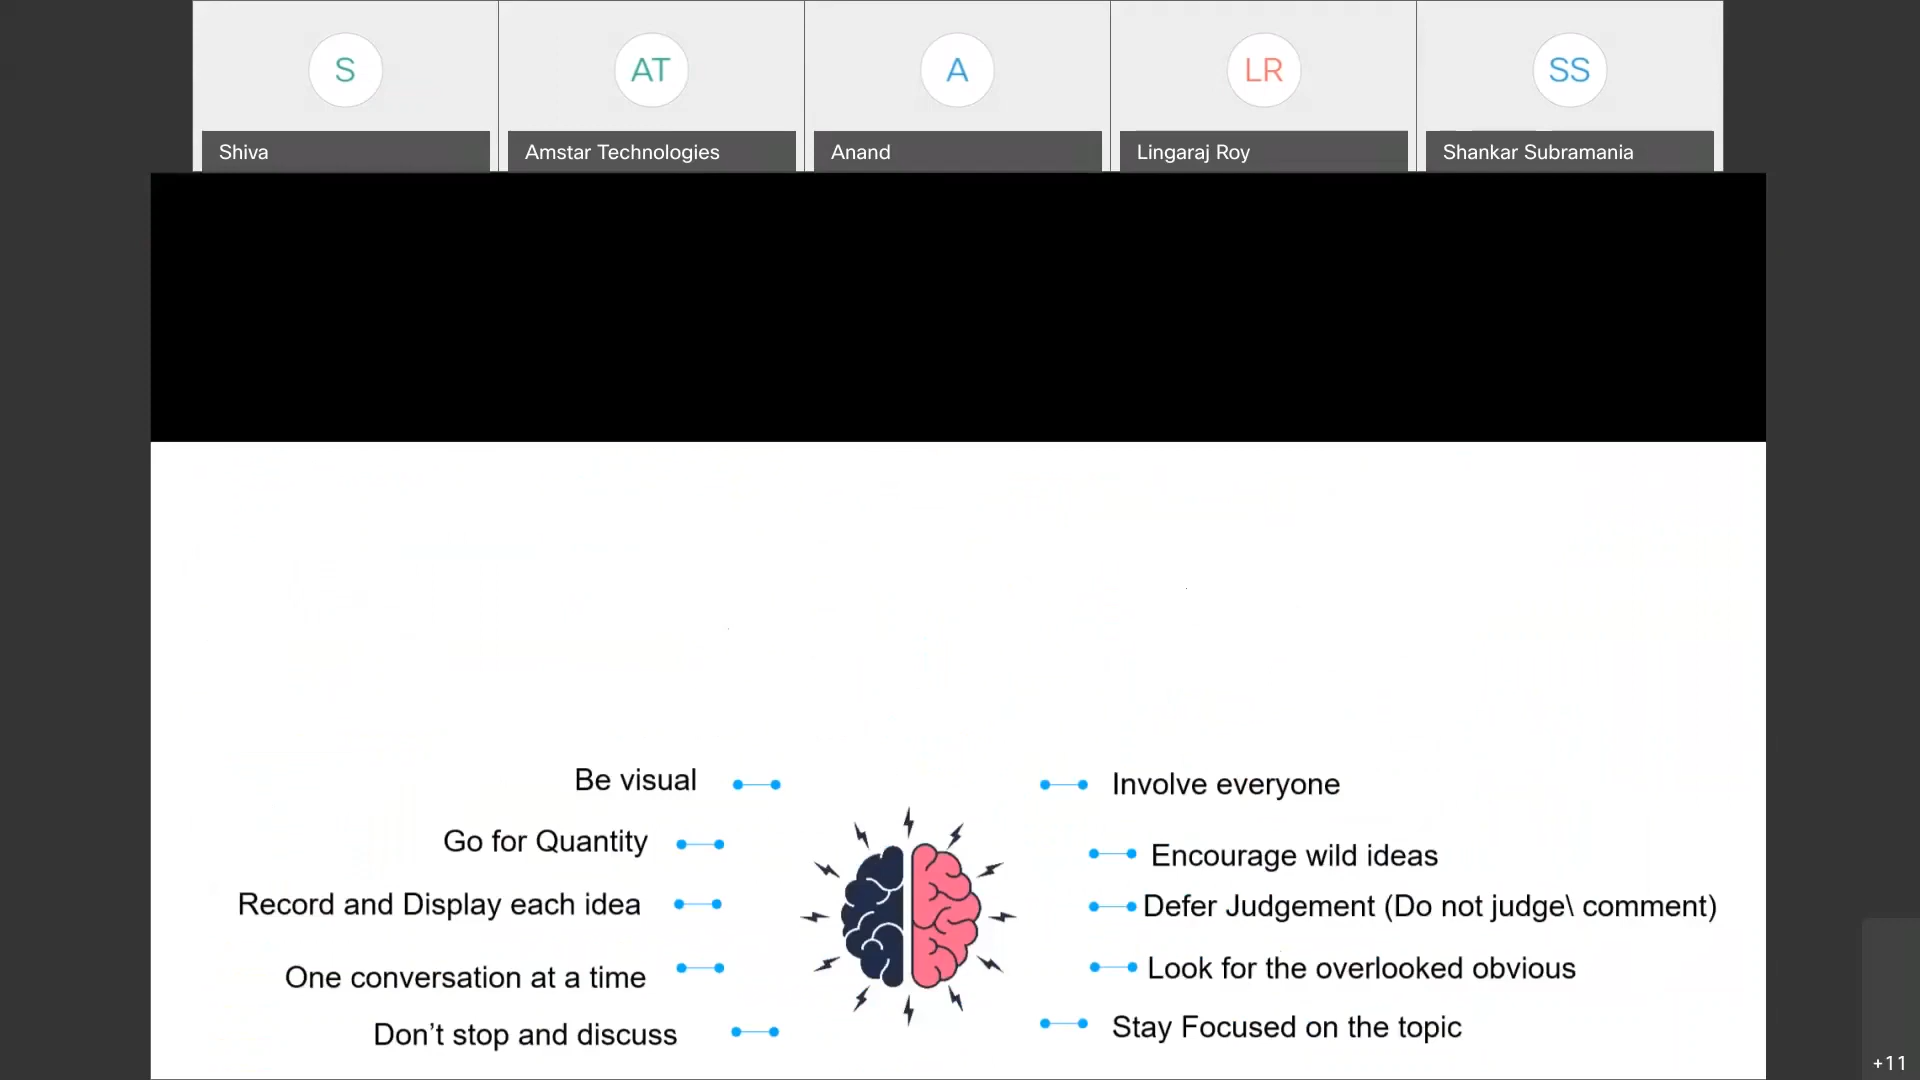 S
AT
A
LR
SS
Shiva
Amstar Technologies
Anand
Lingaraj Roy
Shankar Subramania
Be visual
Go for Quantity
Record and Display each idea
One conversation at a time
Don’t stop and discuss
Involve everyone
Encourage wild ideas
Defer Judgement (Do not judge\ comment)
Look for the overlooked obvious
Stay Focused on the topic
+11